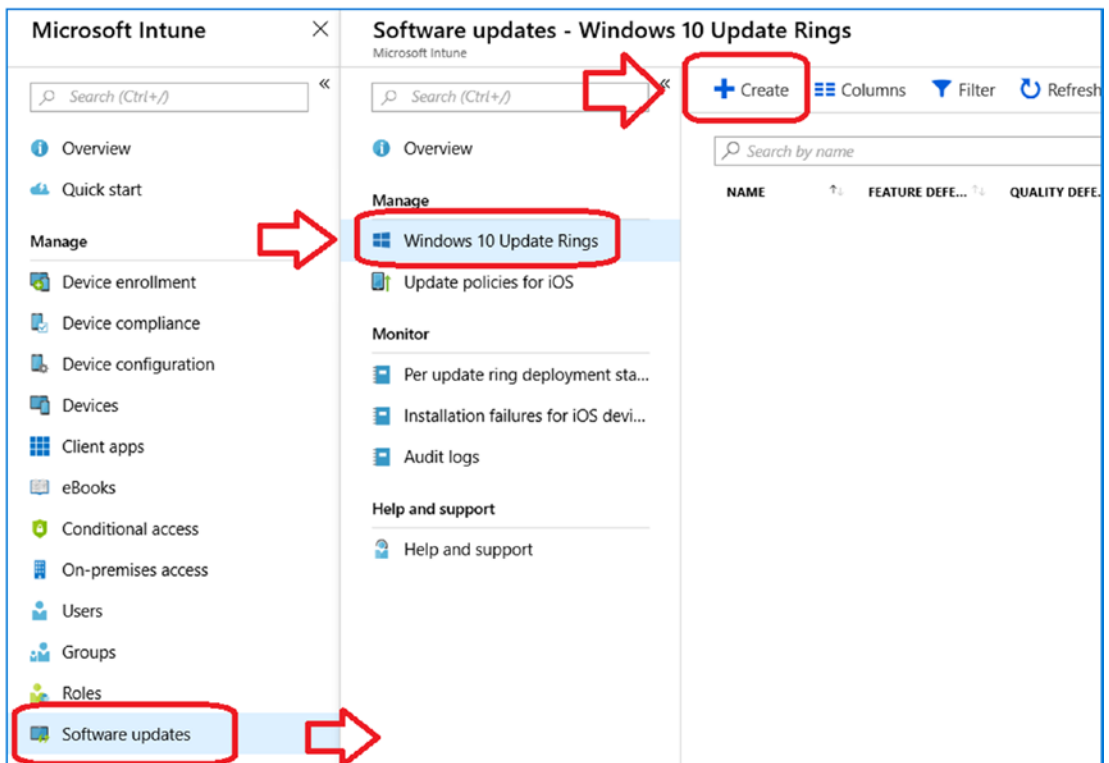 Microsoft Intune
Search (Ctrl+/)
Overview
Quick start
Manage
Device enrollment
Device compliance
Device configuration
Devices
Client apps
eBooks
Conditional access
On-premises access
Users
Groups
Roles
Software updates
Software updates - Windows 10 Update Rings
Microsoft Intune
Search (Ctrl+/)
Overview
Manage
Windows 10 Update Rings
Update policies for iOS
Monitor
Per update ring deployment sta...
Installation failures for iOS devi...
Audit logs
Help and support
Help and support
Create Columns Filter Refresh
Search by name
NAME FEATURE DEFE... QUALITY DEFE.